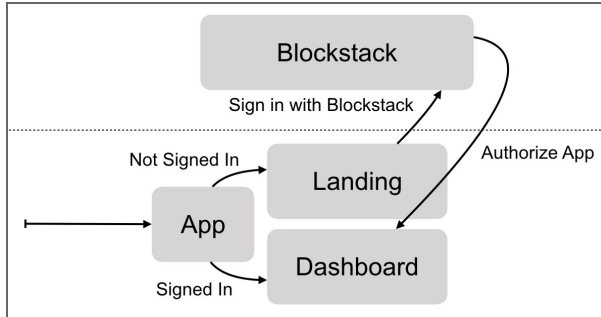 Blockstack
Sign in with Blockstack
Not Signed In
Authorize App
Landing
App
Dashboard
Signed In